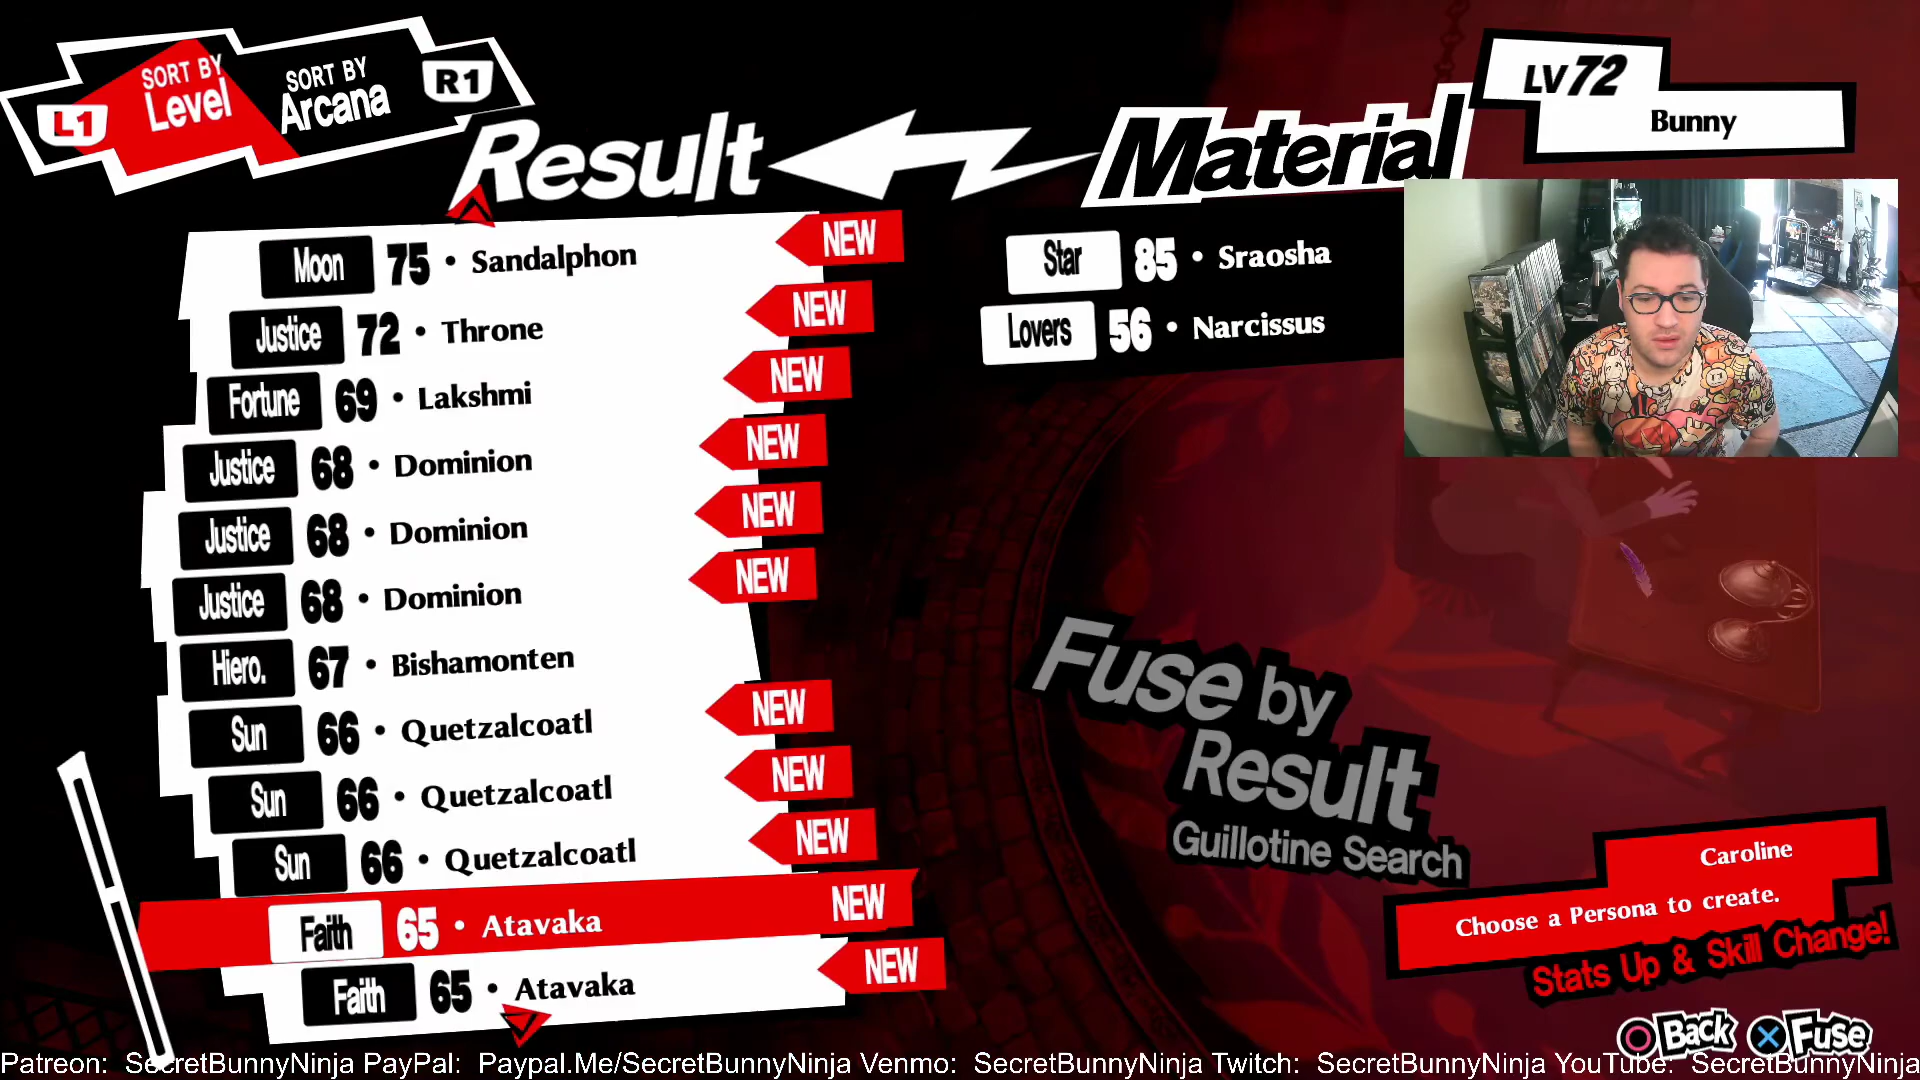 L1 SORT BY Level SORT BY Arcana R1
Result Material
LV 72
Bunny
Moon 75 • Sandalphon NEW
Justice 72 • Throne NEW
Fortune 69 • Lakshmi NEW
Justice 68 • Dominion NEW
Justice 68 • Dominion NEW
Justice 68 • Dominion NEW
Hiero. 67 • Bishamonten
Sun 66 • Quetzalcoatl NEW
Sun 66 • Quetzalcoatl NEW
Sun 66 • Quetzalcoatl NEW
Faith 65 • Atavaka NEW
Faith 65 • Atavaka NEW
Star 85 • Sraosha
Lovers 56 • Narcissus
Fuse by
Result
Guillotine Search
Caroline
Choose a Persona to create.
Stats Up & Skill Change!
Back Fuse
Patreon: SecretBunnyNinja PayPal: Paypal.Me/SecretBunnyNinja Venmo: SecretBunnyNinja Twitch: SecretBunnyNinja YouTube: SecretBunnyNinja